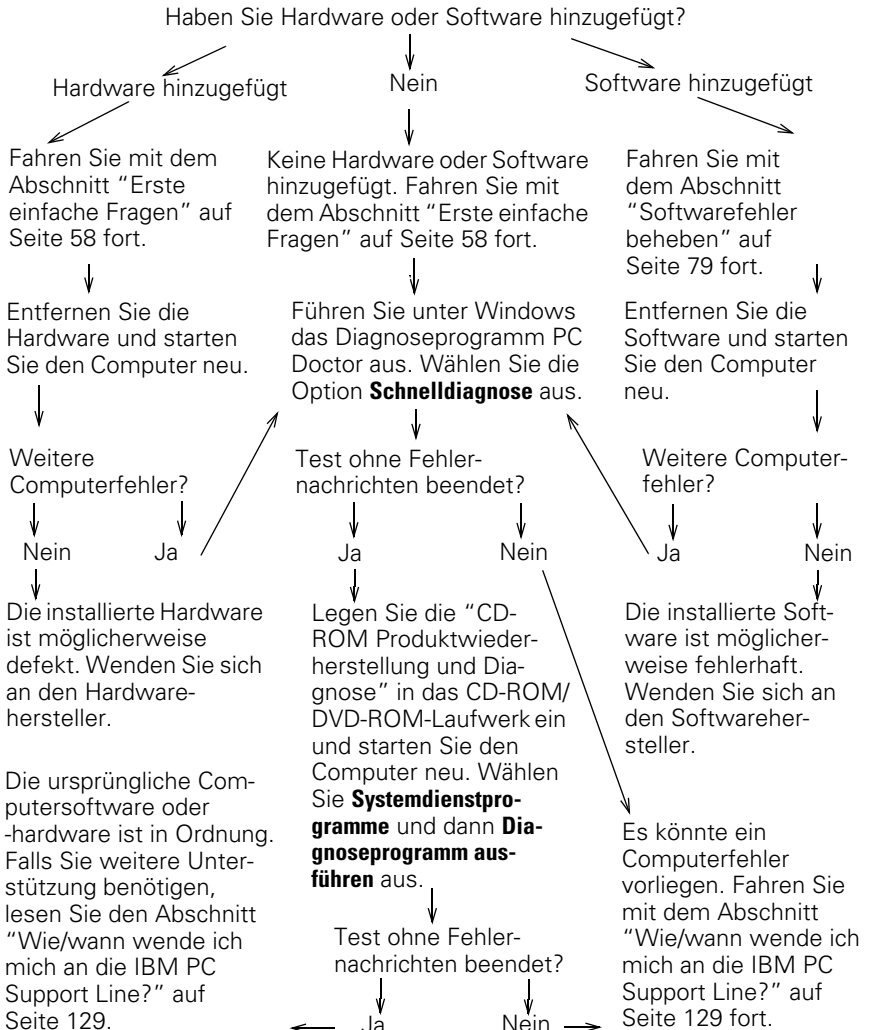 Haben Sie Hardware oder Software hinzugefügt?
Hardware hinzugefügt
Nein
Software hinzugefügt
Fahren Sie mit dem
Abschnitt “Erste
einfache Fragen” auf
Seite 58 fort.
Keine Hardware oder Software
hinzugefügt. Fahren Sie mit
dem Abschnitt “Erste einfache
Fragen” auf Seite 58 fort.
Fahren Sie mit
dem Abschnitt
“Softwarefehler
beheben” auf
Seite 79 fort.
Entfernen Sie die
Hardware und starten
Sie den Computer neu.
Führen Sie unter Windows
das Diagnoseprogramm PC
Doctor aus. Wählen Sie die
Option Schnelldiagnose aus.
Entfernen Sie die
Software und starten
Sie den Computer
neu.
Weitere
Computerfehler?
Test ohne Fehler-
nachrichten beendet?
Weitere Computer-
fehler?
Nein
Ja
Ja
Nein
Ja
Nein
Die installierte Hardware
ist möglicherweise
defekt. Wenden Sie sich
an den Hardware-
hersteller.
Legen Sie die “CD-
ROM Produktwieder-
herstellung und Dia-
gnose” in das CD-ROM/
DVD-ROM-Laufwerk ein
und starten Sie den
Computer neu. Wählen
Sie Systemdienstpro-
gramme und dann Dia-
gnoseprogramm aus-
führen aus.
Die installierte Soft-
ware ist möglicher-
weise fehlerhaft.
Wenden Sie sich an
den Softwareher-
steller.
Die ursprüngliche Com-
putersoftware oder
-hardware ist in Ordnung.
Falls Sie weitere Unter-
stützung benötigen,
lesen Sie den Abschnitt
“Wie/wann wende ich
mich an die IBM PC
Support Line?” auf
Seite 129.
Es könnte ein
Computerfehler
vorliegen. Fahren Sie
mit dem Abschnitt
“Wie/wann wende ich
mich an die IBM PC
Support Line?” auf
Seite 129 fort.
Test ohne Fehler-
nachrichten beendet?
Ja
Nein